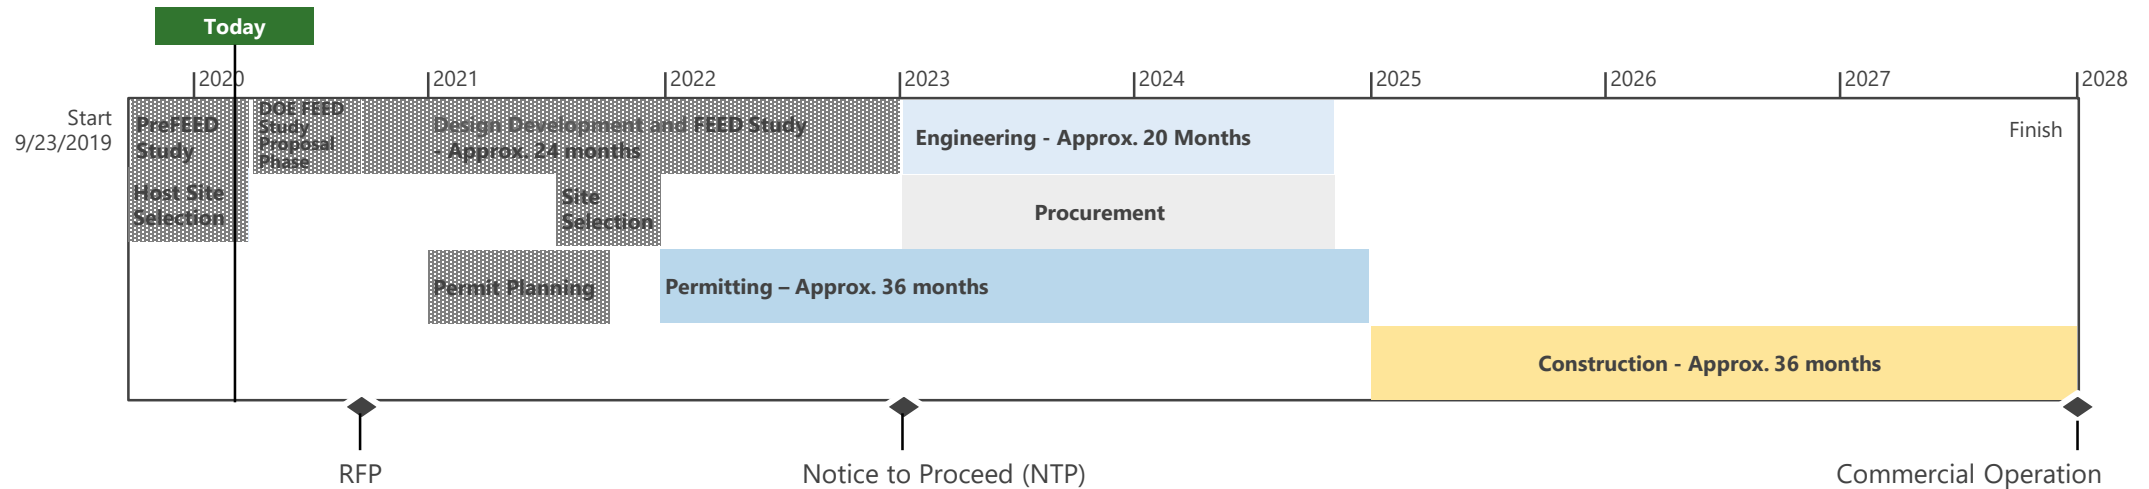 Today
2020
2021
2022
2023
2024
2025
2026
2027
2028
Start
9/23/2019
Finish
PreFEED
Study
DOE FEED
Study
Proposal
Phase
Design Development and FEED Study
- Approx. 24 months
Engineering - Approx. 20 Months
Host Site
Selection
Site
Selection
Procurement
Permit Planning
Permitting – Approx. 36 months
Construction - Approx. 36 months
RFP
Notice to Proceed (NTP)
Commercial Operation